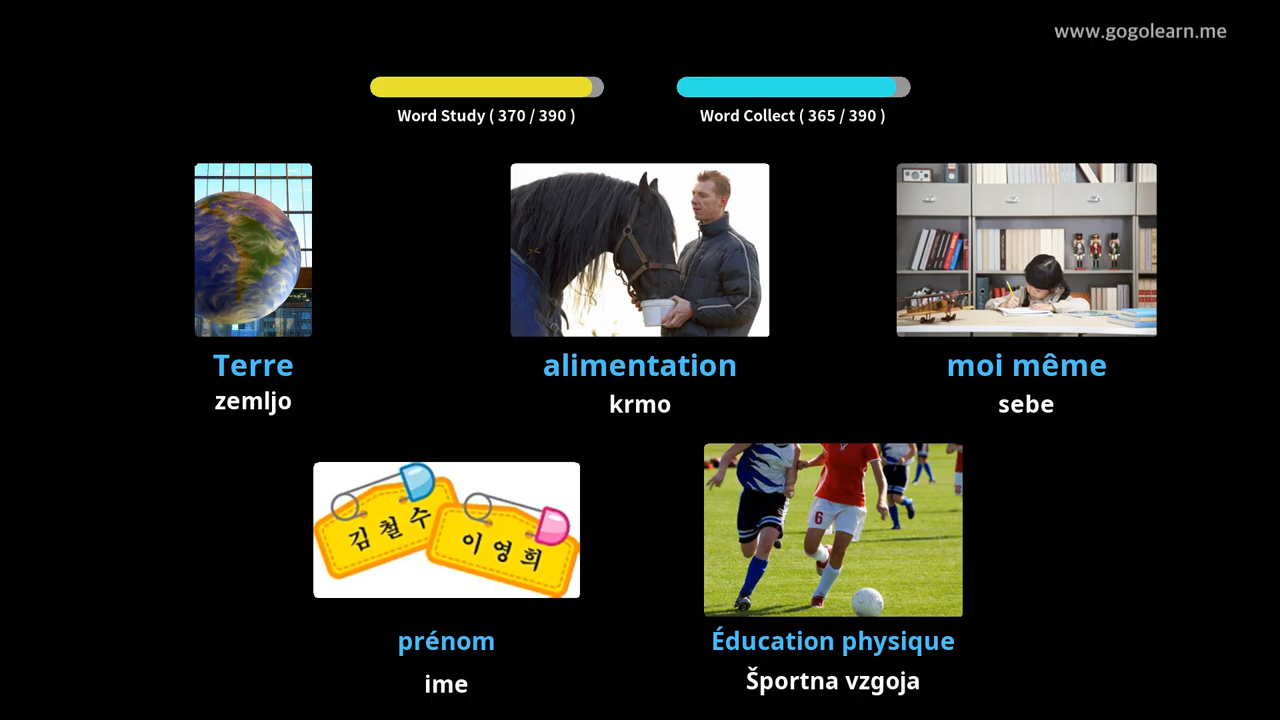 www.gogolearn.me
Word Study ( 370 / 390 )
Word Collect ( 365 / 390 )
Terre
zemljo
alimentation
krmo
moi même
sebe
김철수
이영희
6
prénom
ime
Éducation physique
Športna vzgoja